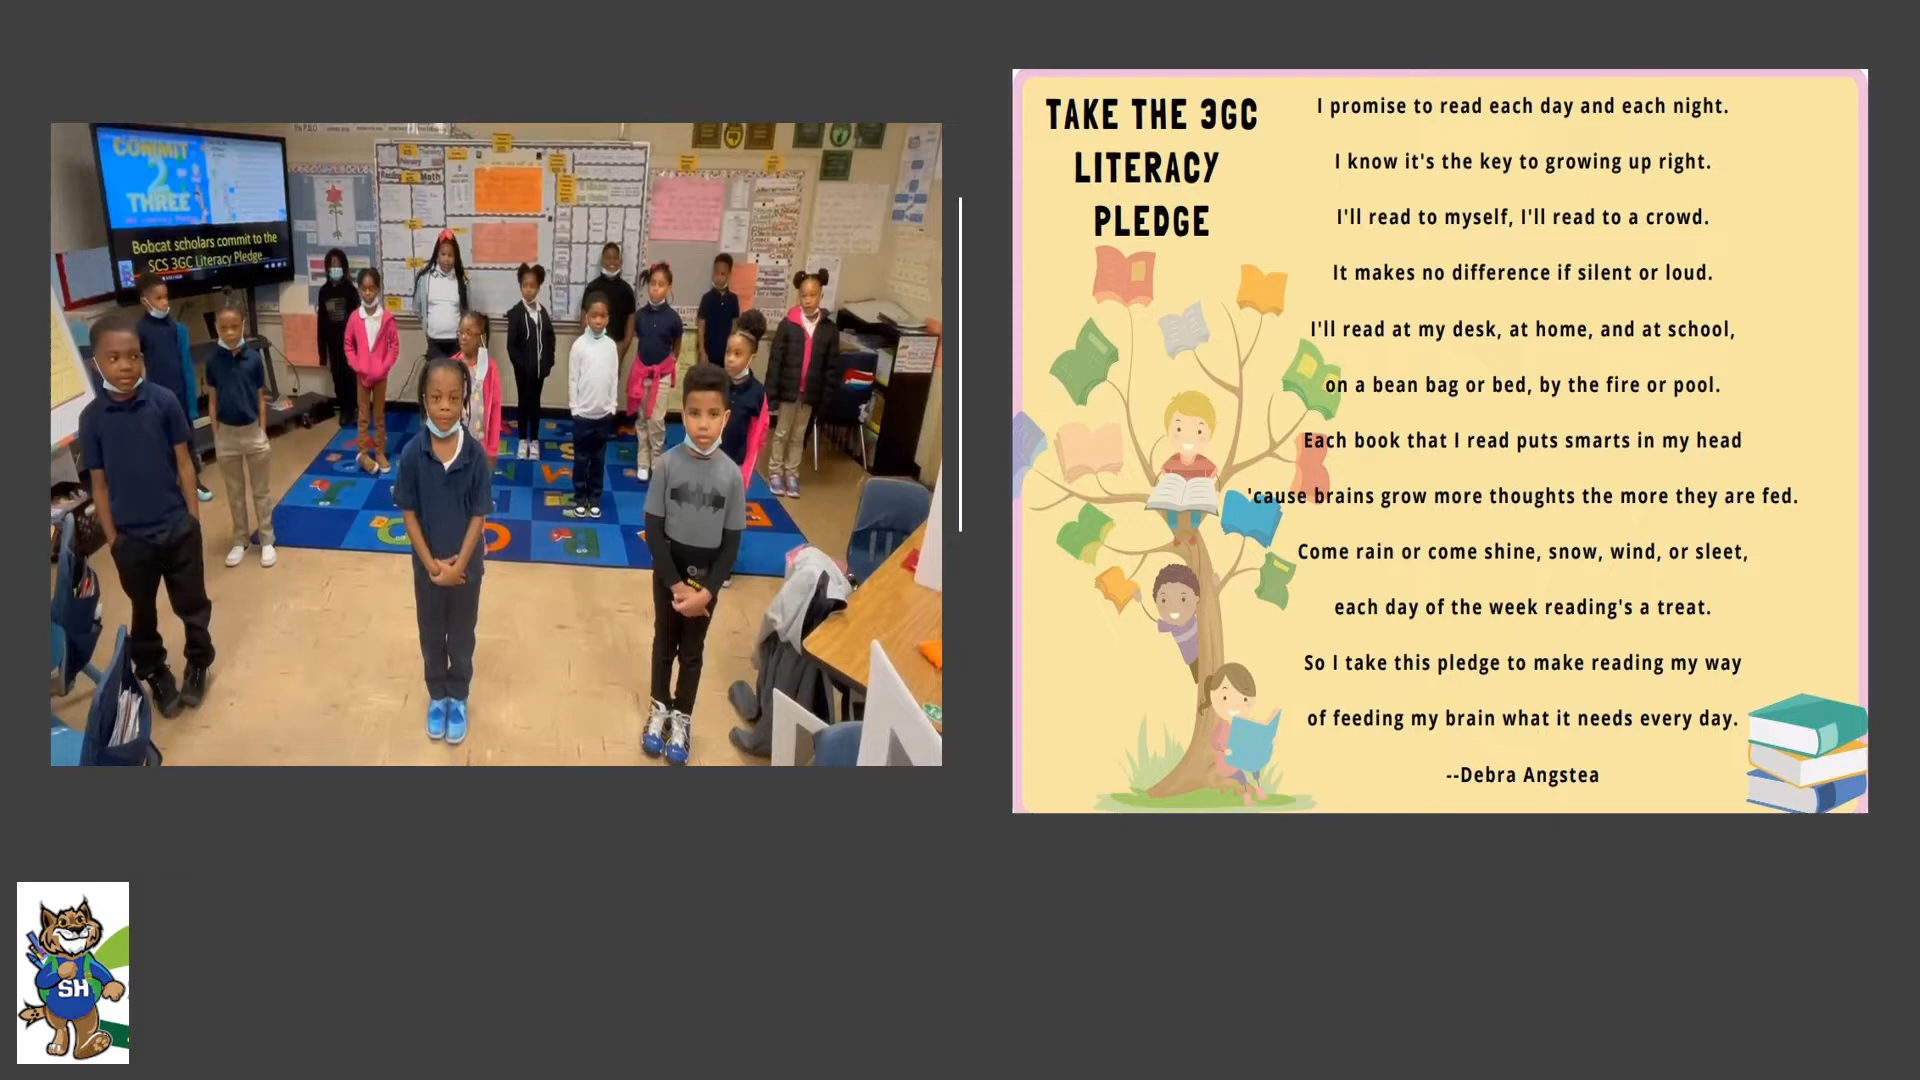 COMMIT
2
THREE
Bobcat scholars commit to the
SCS 3GC Literacy Pledge
Math
TAKE THE 3GC
LITERACY
PLEDGE
I promise to read each day and each night.
I know it's the key to growing up right.
I'll read to myself, I'll read to a crowd.
It makes no difference if silent or loud.
I'll read at my desk, at home, and at school,
on a bean bag or bed, by the fire or pool.
Each book that I read puts smarts in my head
'cause brains grow more thoughts the more they are fed.
Come rain or come shine, snow, wind, or sleet,
each day of the week reading's a treat.
So I take this pledge to make reading my way
of feeding my brain what it needs every day.
--Debra Angstea
SH